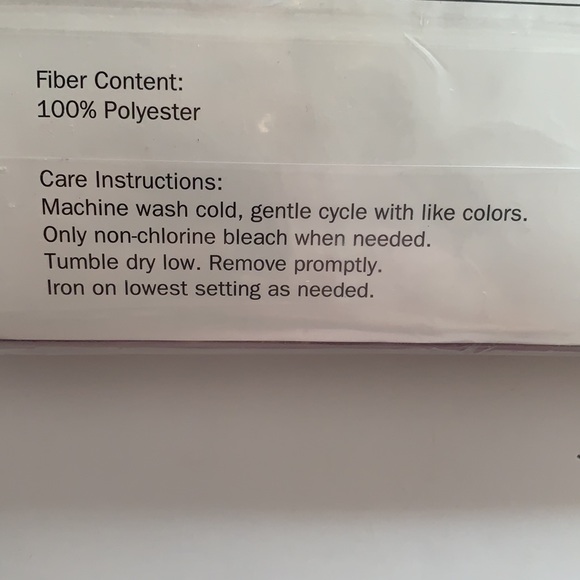 Fiber Content:
100% Polyester
Care Instructions:
Machine wash cold, gentle cycle with like colors.
Only non-chlorine bleach when needed.
Tumble dry low. Remove promptly.
Iron on lowest setting as needed.